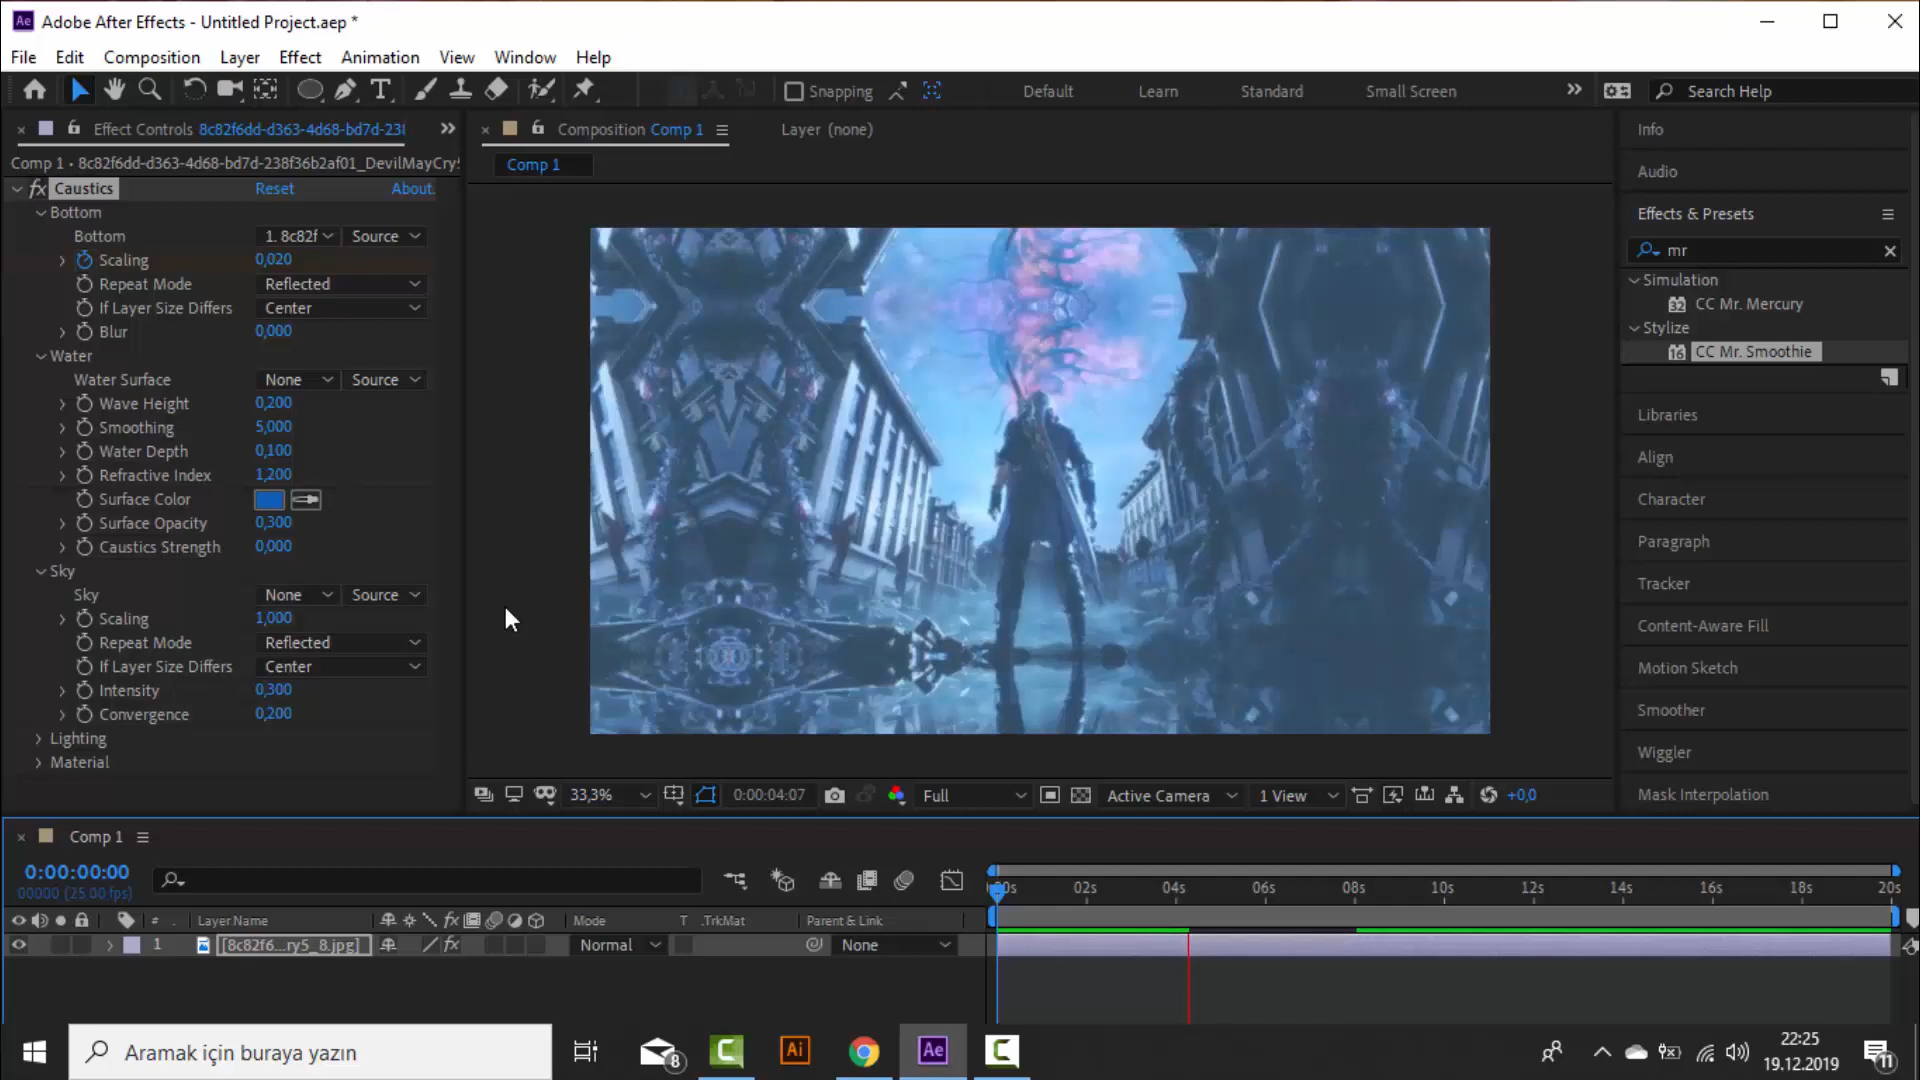 Adobe After Effects - Untitled Project.aep *
File Edit Composition Layer Effect Animation View Window Help
Snapping Default Learn Standard Small Screen Search Help
Effect Controls 8c82f6dd-d363-4d68-bd7d-23
Composition Comp 1 Layer (none)
Comp 1 • 8c82f6dd-d363-4d68-bd7d-238f36b2af01_DevilMayCry
Comp 1
fx Caustics Reset About.
Bottom
Bottom 1. 8c82f Source
Scaling 0,020
Repeat Mode Reflected
If Layer Size Differs Center
Blur 0,000
Water
Water Surface None Source
Wave Height 0,200
Smoothing 5,000
Water Depth 0,100
Refractive Index 1,200
Surface Color
Surface Opacity 0,300
Caustics Strength 0,000
Sky
Sky None Source
Scaling 1,000
Repeat Mode Reflected
If Layer Size Differs Center
Intensity 0,300
Convergence 0,200
Lighting
Material
33,3% 0:00:04:07 Full Active Camera 1 View +0,0
Info
Audio
Effects & Presets
mr
Simulation
32 CC Mr. Mercury
Stylize
16 CC Mr. Smoothie
Libraries
Align
Character
Paragraph
Tracker
Content-Aware Fill
Motion Sketch
Smoother
Wiggler
Mask Interpolation
Comp 1
0:00:00:00
00000 (25.00 fps)
00s 02s 04s 06s 08s 10s 12s 14s 16s 18s 20s
# Layer Name fx Mode T .TrkMat Parent & Link
1 [8c82f6...ry5_8.jpg] fx Normal None
Aramak için buraya yazın
8
Ai
Ae
22:25
19.12.2019
11